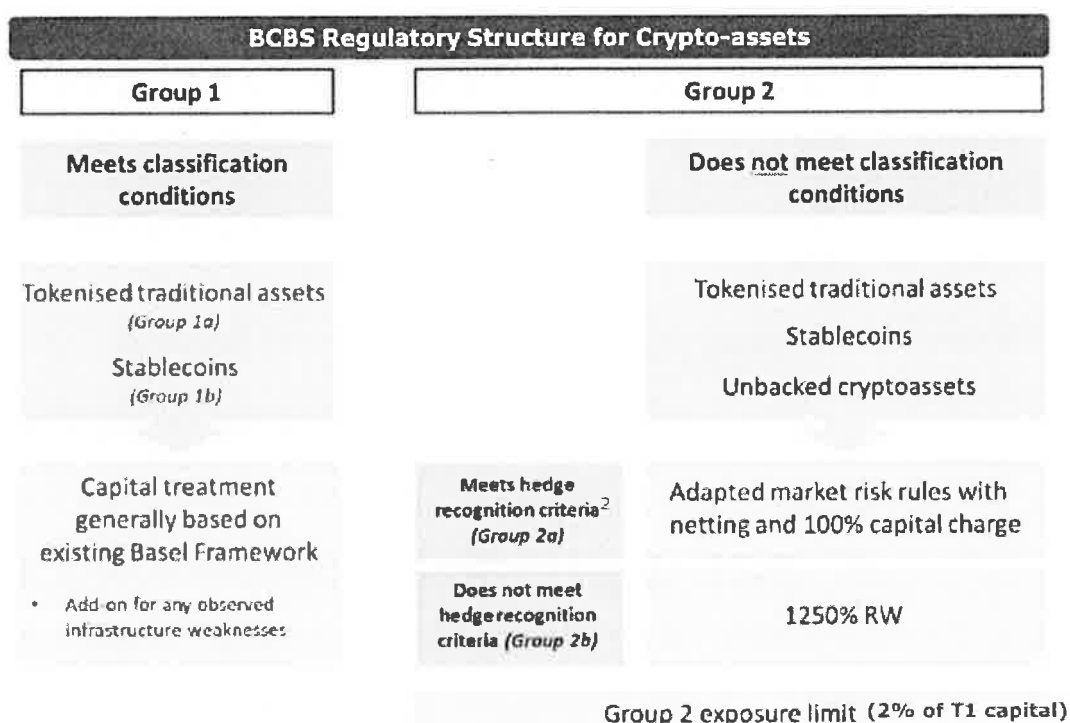 BCBS Regulatory Structure for Crypto-assets
Group 1
Group 2
Meets classification
conditions
Does not meet classification
conditions
Tokenised traditional assets
(Group 1a)
Stablecoins
(Group 1b)
Tokenised traditional assets
Stablecoins
Unbacked cryptoassets
Capital treatment
generally based on
existing Basel Framework
• Add-on for any observed
infrastructure weaknesses
Meets hedge
recognition criteria2
(Group 2a)
Adapted market risk rules with
netting and 100% capital charge
Does not meet
hedge recognition
criteria (Group 2b)
1250% RW
Group 2 exposure limit (2% of T1 capital)